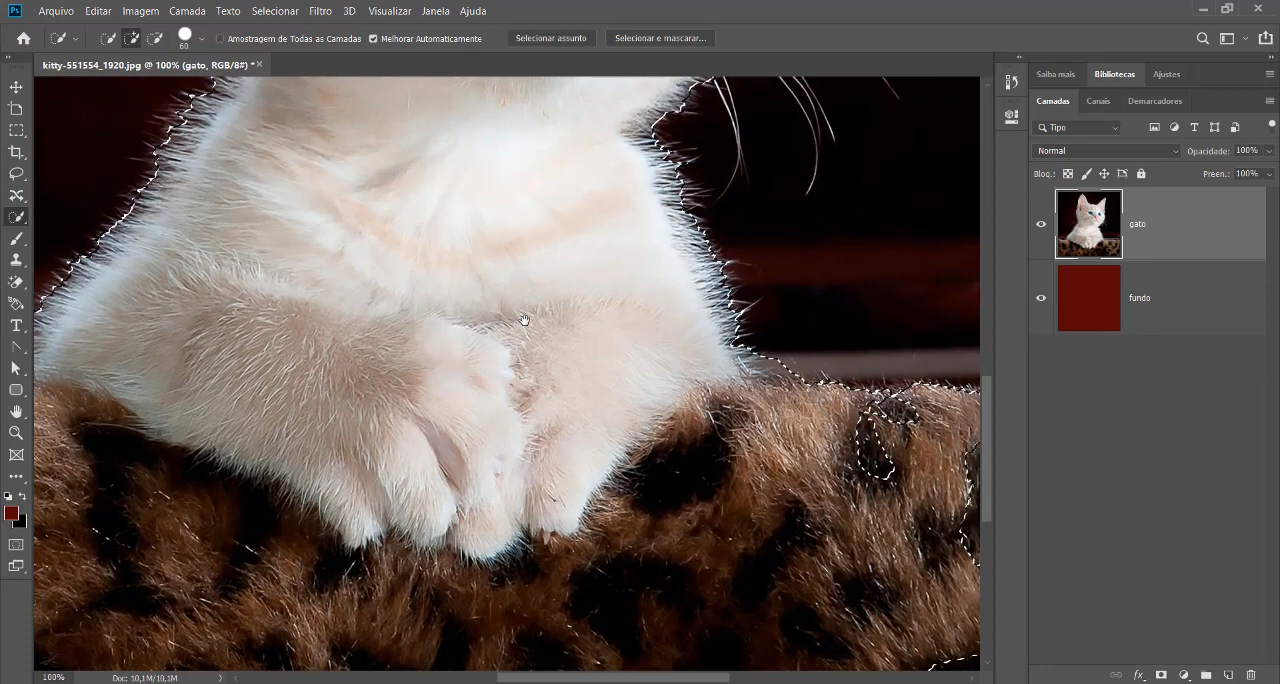 Ps Arquivo Editar Imagem Camada Texto Selecionar Filtro 3D Visualizar Janela Ajuda
60 Amostragem de Todas as Camadas Melhorar Automaticamente Selecionar assunto Selecionar e mascarar...
kitty-551554_1920.jpg @ 100% (gato, RGB/8#) * ×
Saiba mais Bibliotecas Ajustes
Camadas Canais Demarcadores
Tipo
Normal Opacidade: 100%
Bloq.: Preen.: 100%
gato
fundo
100% Doc: 10,1M/10,1M